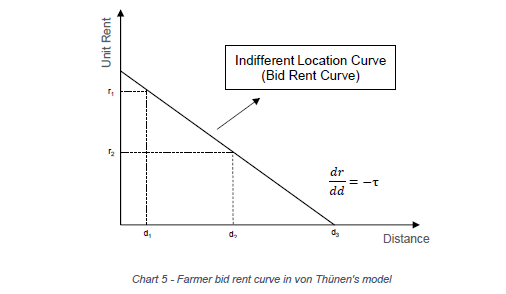 Unit Rent
Indifferent Location Curve
(Bid Rent Curve)
r₁
r₂
dr/dd = −τ
d₁
d₂
d₃
Distance
Chart 5 - Farmer bid rent curve in von Thünen's model